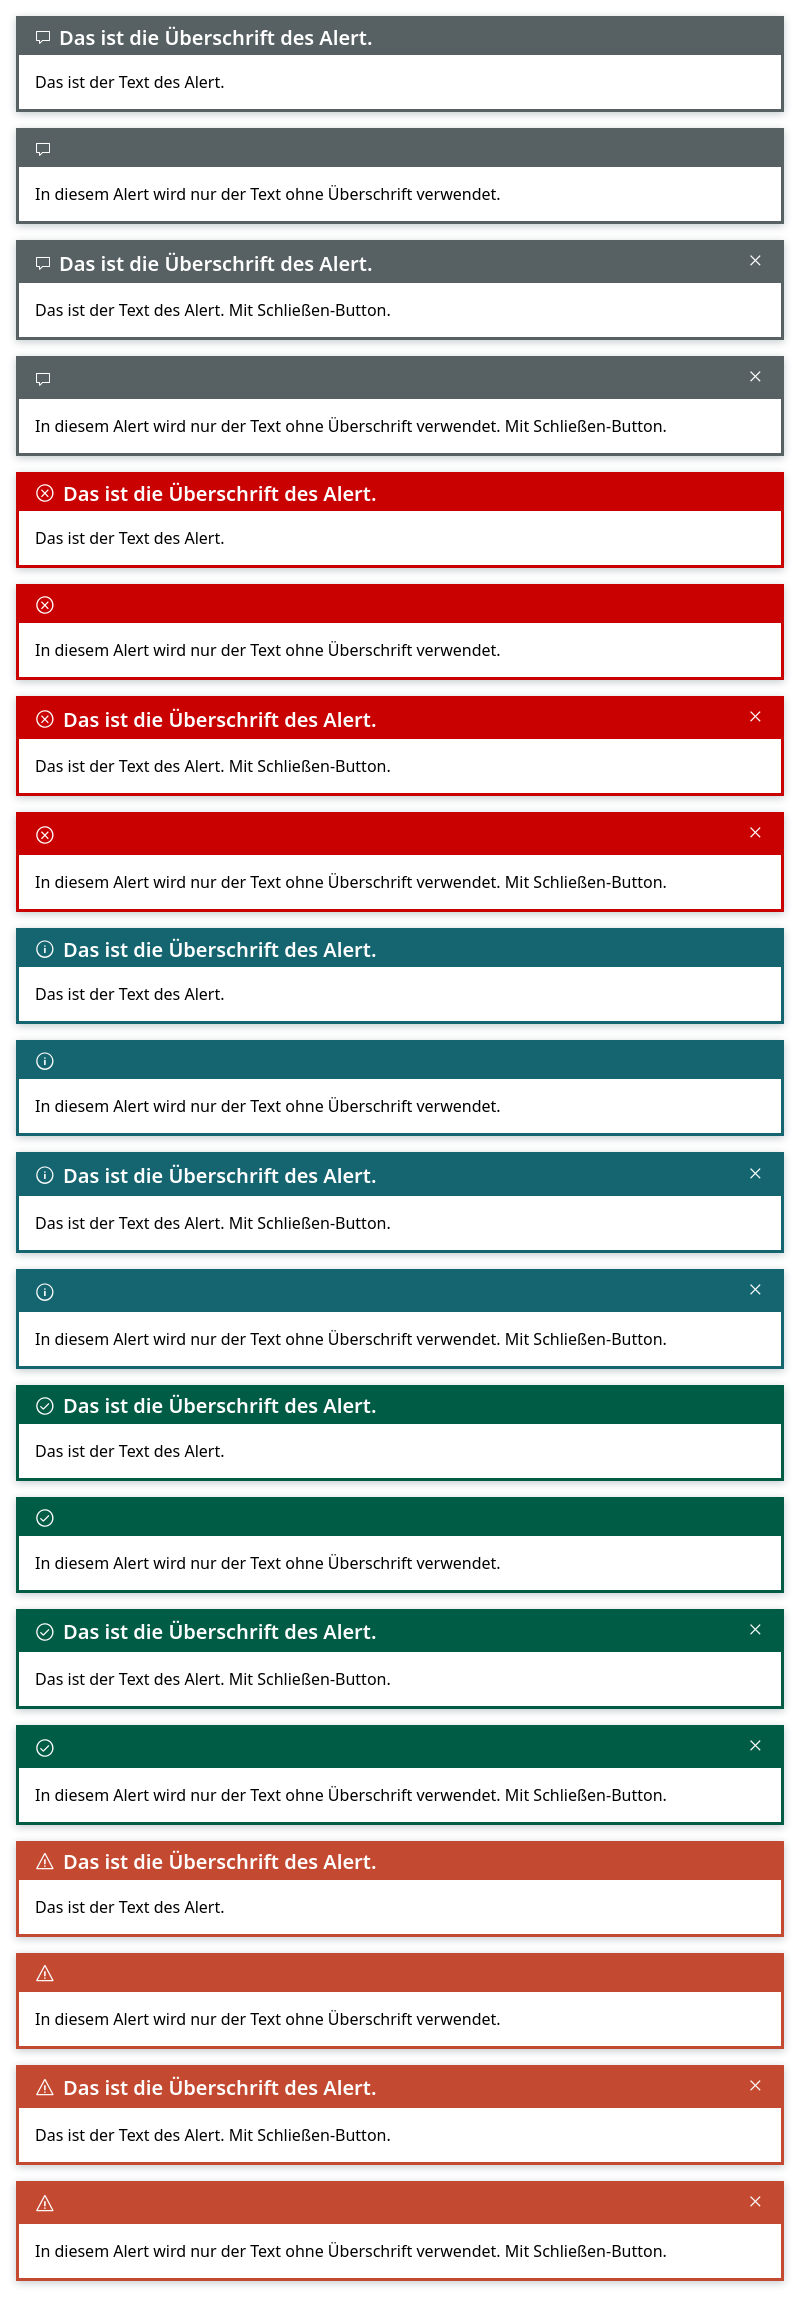 Das ist die Überschrift des Alert.
Das ist der Text des Alert.
In diesem Alert wird nur der Text ohne Überschrift verwendet.
Das ist die Überschrift des Alert.
Das ist der Text des Alert. Mit Schließen-Button.
In diesem Alert wird nur der Text ohne Überschrift verwendet. Mit Schließen-Button.
Das ist die Überschrift des Alert.
Das ist der Text des Alert.
In diesem Alert wird nur der Text ohne Überschrift verwendet.
Das ist die Überschrift des Alert.
Das ist der Text des Alert. Mit Schließen-Button.
In diesem Alert wird nur der Text ohne Überschrift verwendet. Mit Schließen-Button.
Das ist die Überschrift des Alert.
Das ist der Text des Alert.
In diesem Alert wird nur der Text ohne Überschrift verwendet.
Das ist die Überschrift des Alert.
Das ist der Text des Alert. Mit Schließen-Button.
In diesem Alert wird nur der Text ohne Überschrift verwendet. Mit Schließen-Button.
Das ist die Überschrift des Alert.
Das ist der Text des Alert.
In diesem Alert wird nur der Text ohne Überschrift verwendet.
Das ist die Überschrift des Alert.
Das ist der Text des Alert. Mit Schließen-Button.
In diesem Alert wird nur der Text ohne Überschrift verwendet. Mit Schließen-Button.
Das ist die Überschrift des Alert.
Das ist der Text des Alert.
In diesem Alert wird nur der Text ohne Überschrift verwendet.
Das ist die Überschrift des Alert.
Das ist der Text des Alert. Mit Schließen-Button.
In diesem Alert wird nur der Text ohne Überschrift verwendet. Mit Schließen-Button.